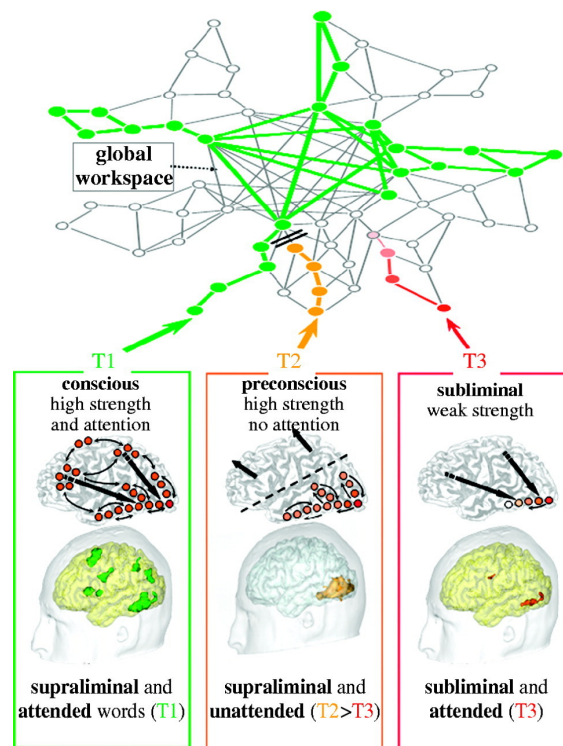 global
workspace
T1
T2
T3
conscious
high strength
and attention
preconscious
high strength
no attention
subliminal
weak strength
supraliminal and
attended words (T1)
supraliminal and
unattended (T2>T3)
subliminal and
attended (T3)